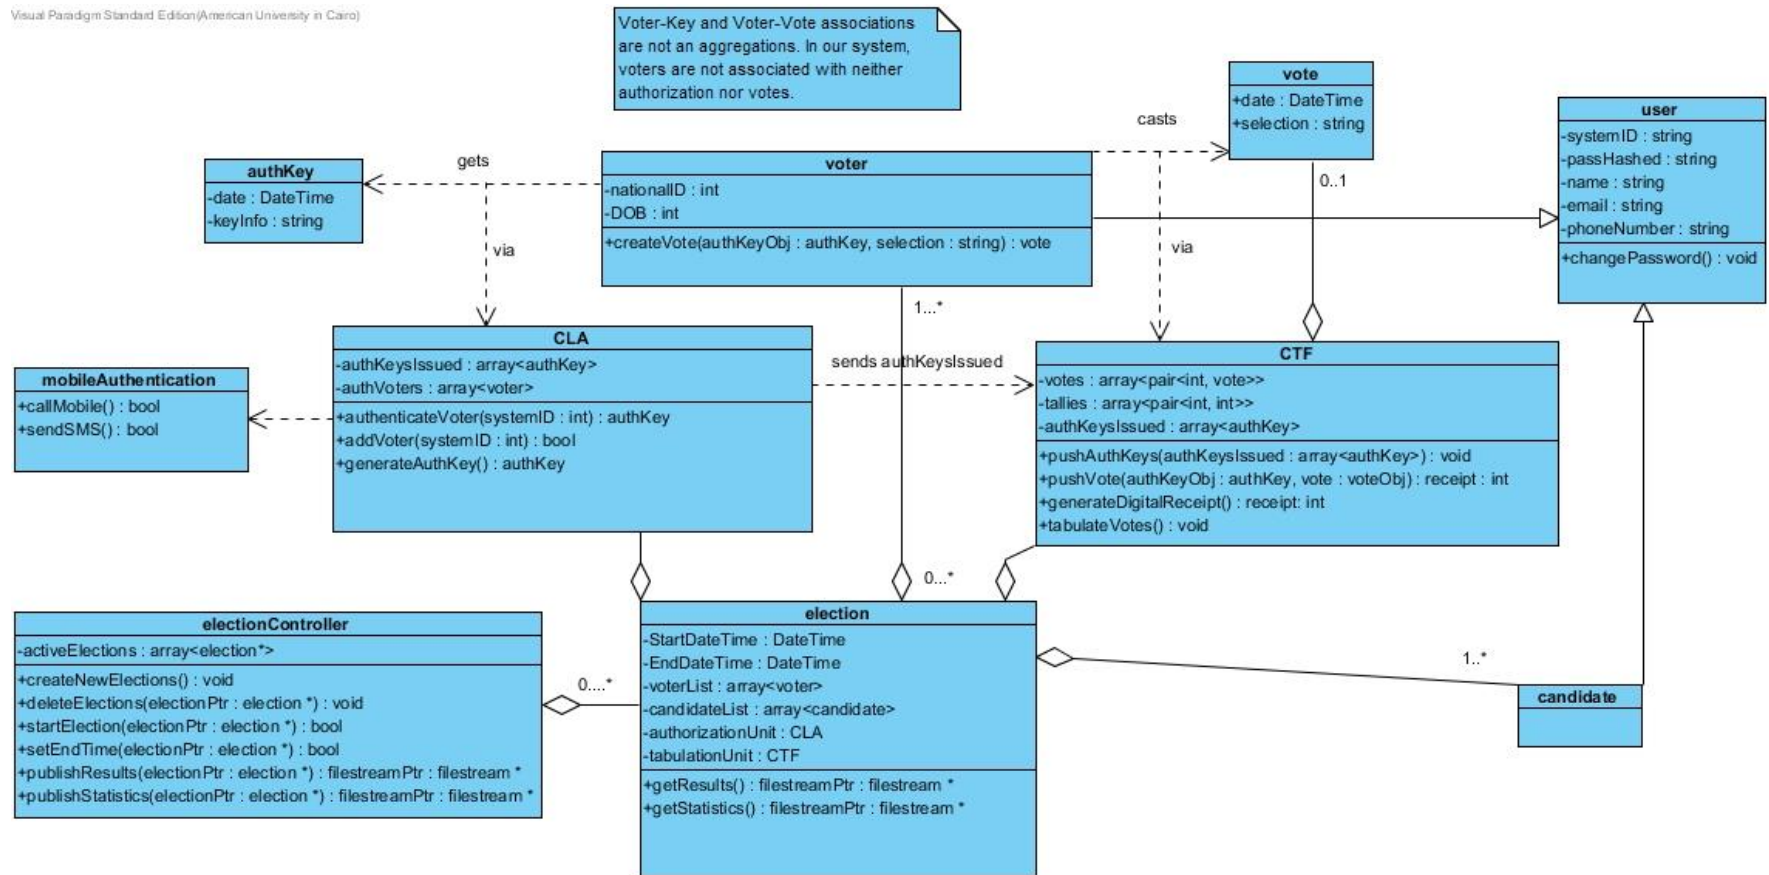 Visual Paradigm Standard Edition(American University in Cairo)
Voter-Key and Voter-Vote associations
are not an aggregations. In our system,
voters are not associated with neither
authorization nor votes.
vote
+date : DateTime
+selection : string
user
-systemID : string
-passHashed : string
-name : string
-email : string
-phoneNumber : string
+changePassword() : void
casts
gets
authKey
-date : DateTime
-keyInfo : string
voter
-nationalID : int
-DOB : int
+createVote(authKeyObj : authKey, selection : string) : vote
0..1
via
via
1...*
CLA
-authKeysIssued : array<authKey>
-authVoters : array<voter>
+authenticateVoter(systemID : int) : authKey
+addVoter(systemID : int) : bool
+generateAuthKey() : authKey
sends authKeysIssued
CTF
-votes : array<pair<int, vote>>
-tallies : array<pair<int, int>>
-authKeysIssued : array<authKey>
+pushAuthKeys(authKeysIssued : array<authKey>) : void
+pushVote(authKeyObj : authKey, vote : voteObj) : receipt : int
+generateDigitalReceipt() : receipt: int
+tabulateVotes() : void
mobileAuthentication
+callMobile() : bool
+sendSMS() : bool
0...*
electionController
-activeElections : array<election*>
+createNewElections() : void
+deleteElections(electionPtr : election *) : void
+startElection(electionPtr : election *) : bool
+setEndTime(electionPtr : election *) : bool
+publishResults(electionPtr : election *) : filestreamPtr : filestream *
+publishStatistics(electionPtr : election *) : filestreamPtr : filestream *
0....*
election
-StartDateTime : DateTime
-EndDateTime : DateTime
-voterList : array<voter>
-candidateList : array<candidate>
-authorizationUnit : CLA
-tabulationUnit : CTF
+getResults() : filestreamPtr : filestream *
+getStatistics() : filestreamPtr : filestream *
1..*
candidate